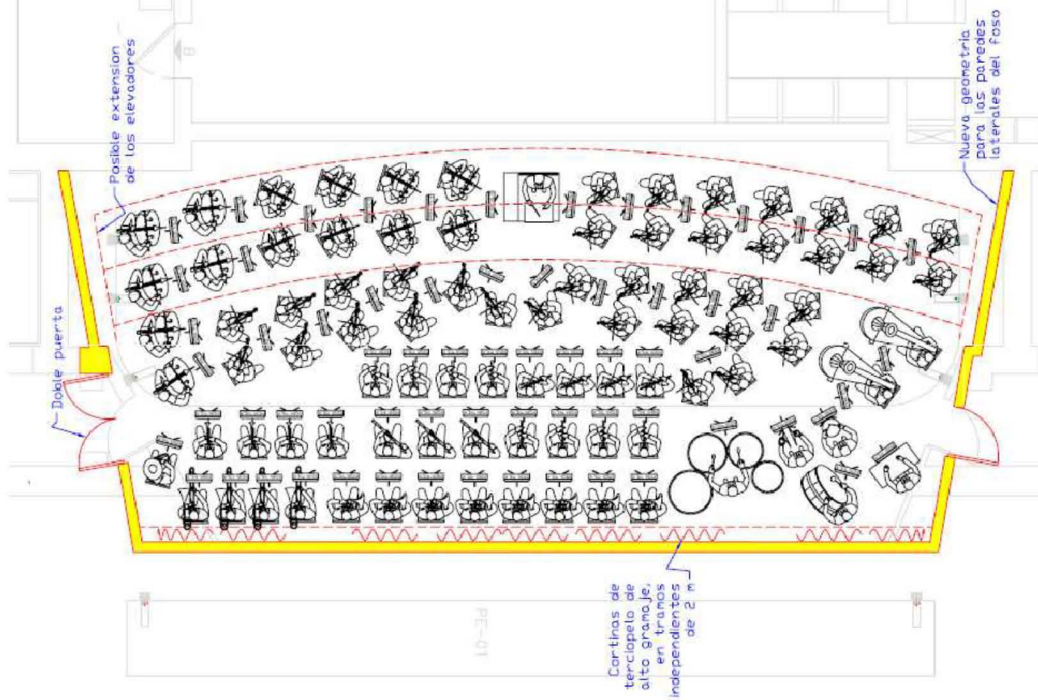 Posible extension
de los elevadores
B
Nueva geometria
para las paredes
laterales del foso
Doble puerta
Cortinas de
terciopelo de
alto gramaje,
en tramos
independientes
de 2 m
PE-01